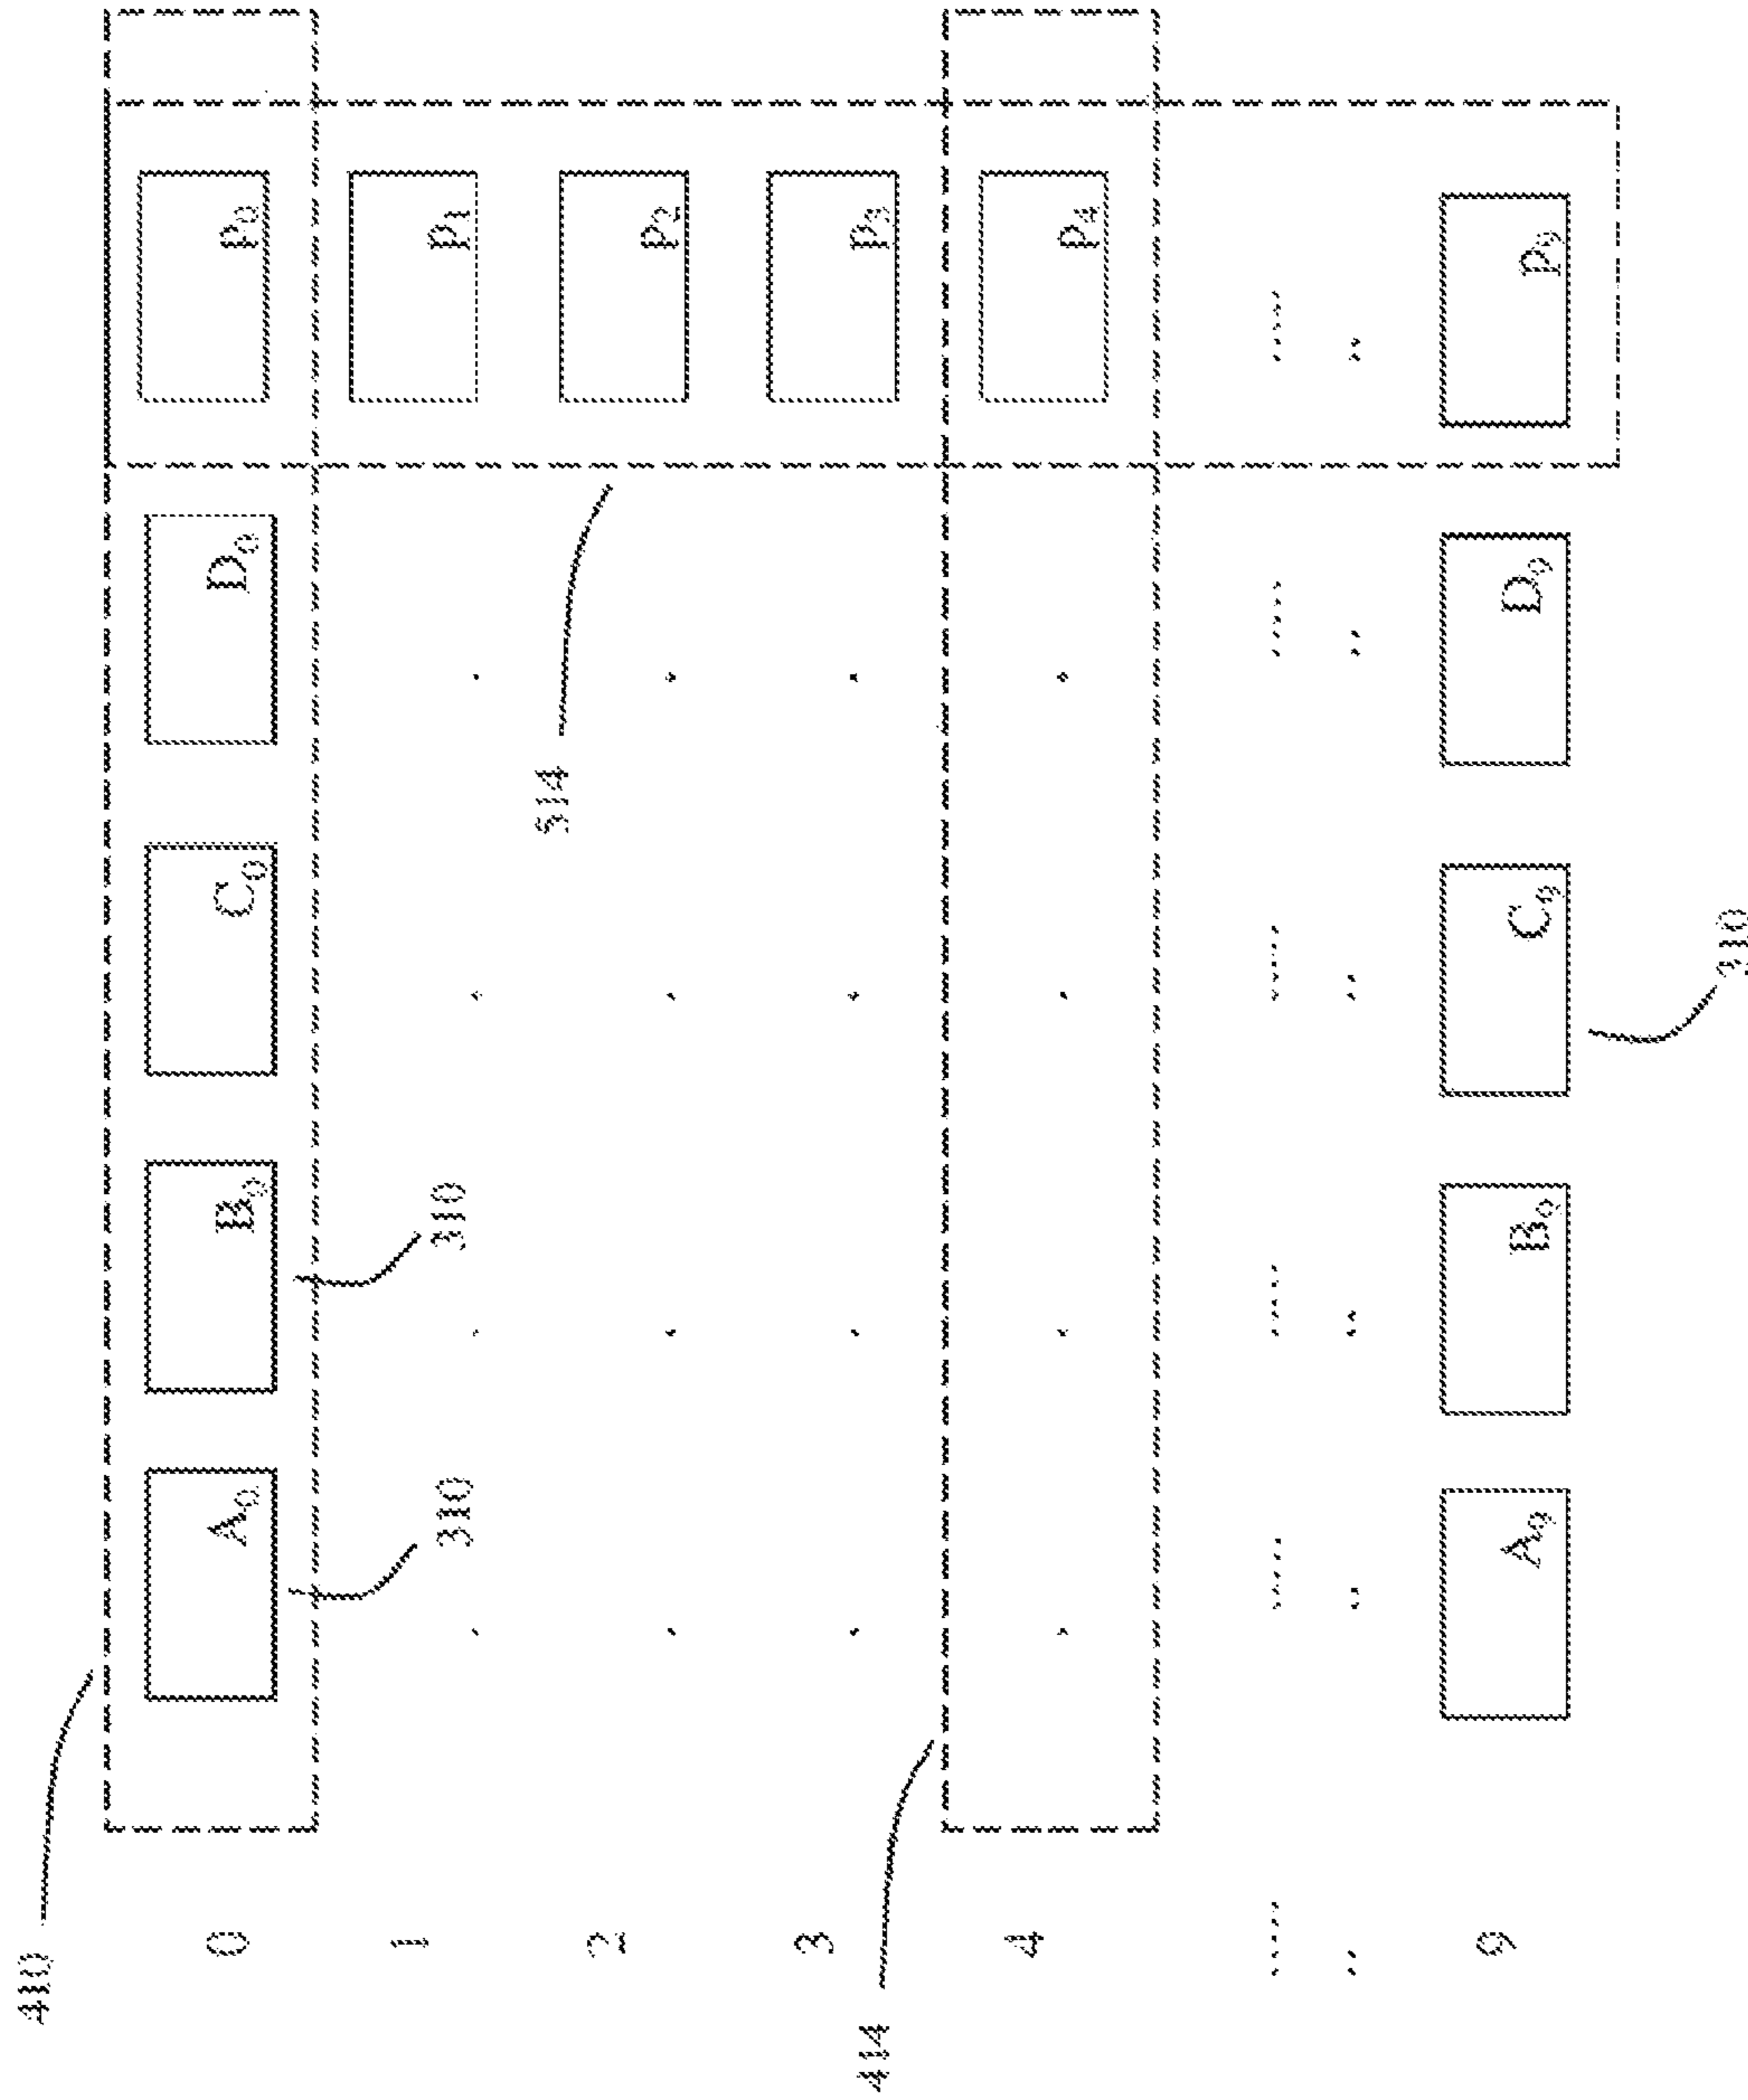 410
0 A₀ B₀ C₀ D₀ P₀
1 310 310 P₁
514
2 P₂
3 P₃
414
4 P₄
9 A₉ B₉ C₉ D₉ P₉
310